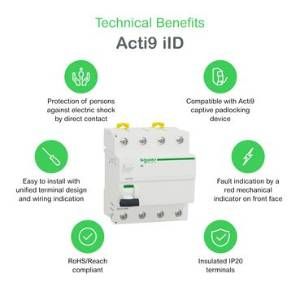 Technical Benefits
Acti9 iID
Protection of persons
against electric shock
by direct contact
Compatible with Acti9
captive padlocking
device
Schneider
Easy to install with
unified terminal design
and wiring indication
Fault indication by a
red mechanical
indicator on front face
RoHS/Reach
compliant
Insulated IP20
terminals